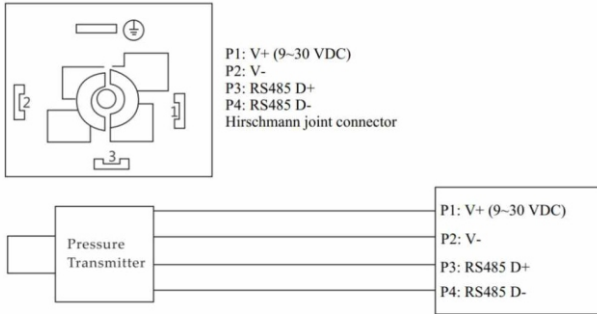 P1: V+ (9~30 VDC)
P2: V-
P3: RS485 D+
P4: RS485 D-
Hirschmann joint connector
2
1
3
Pressure
Transmitter
P1: V+ (9~30 VDC)
P2: V-
P3: RS485 D+
P4: RS485 D-